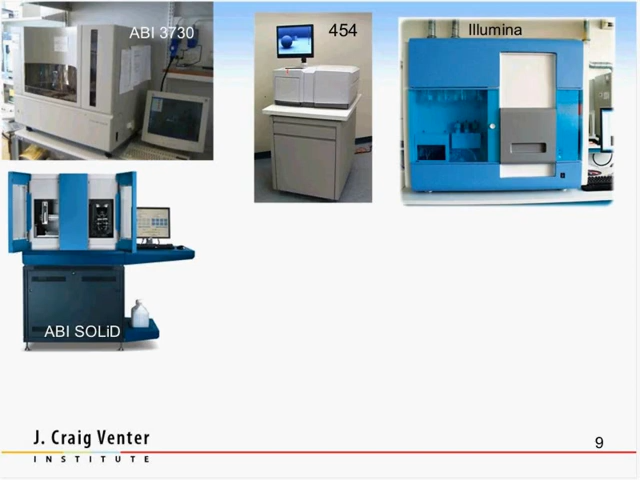 ABI 3730
454
Illumina
ABI SOLiD
J. Craig Venter
INSTITUTE
9